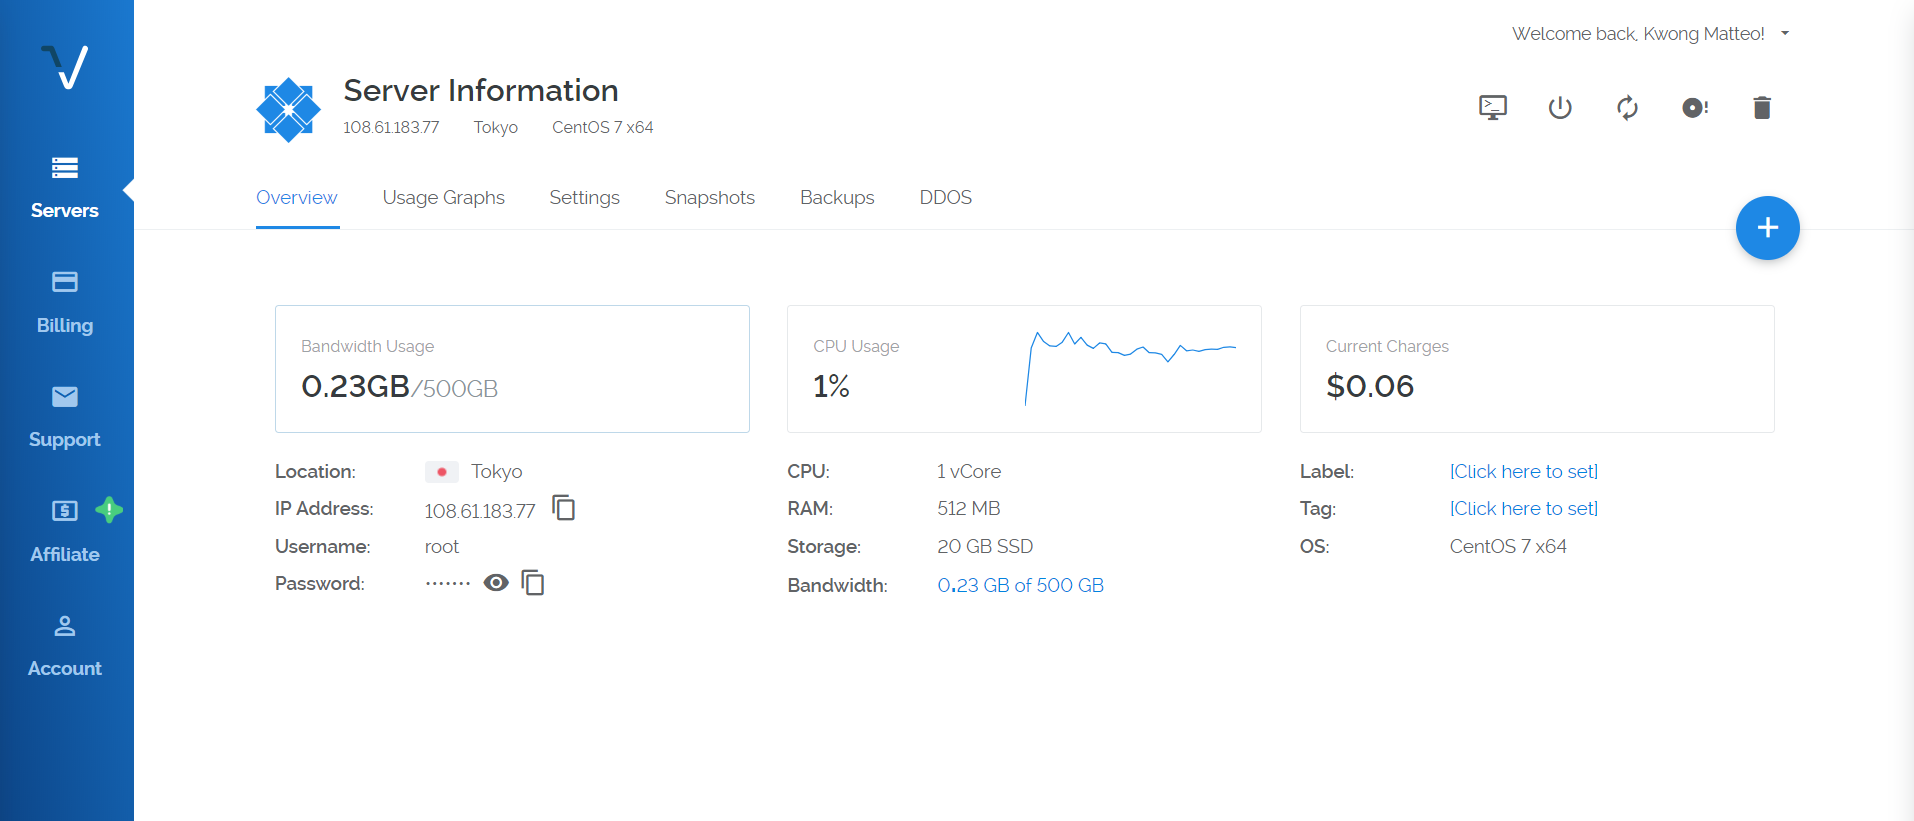 Welcome back, Kwong Matteo!
Server Information
108.61.183.77 Tokyo CentOS 7 x64
Servers
Overview Usage Graphs Settings Snapshots Backups DDOS
Billing
Bandwidth Usage
0.23GB/500GB
CPU Usage
1%
Current Charges
$0.06
Support
Location: Tokyo
IP Address: 108.61.183.77
Username: root
Password: ·······
CPU: 1 vCore
RAM: 512 MB
Storage: 20 GB SSD
Bandwidth: 0.23 GB of 500 GB
Label: [Click here to set]
Tag: [Click here to set]
OS: CentOS 7 x64
Affiliate
Account